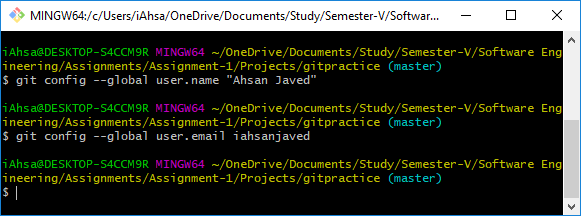 MINGW64:/c/Users/iAhsa/OneDrive/Documents/Study/Semester-V/Softwar...
iAhsa@DESKTOP-S4CCM9R MINGW64 ~/OneDrive/Documents/Study/Semester-V/Software Eng
ineering/Assignments/Assignment-1/Projects/gitpractice (master)
$ git config --global user.name "Ahsan Javed"
iAhsa@DESKTOP-S4CCM9R MINGW64 ~/OneDrive/Documents/Study/Semester-V/Software Eng
ineering/Assignments/Assignment-1/Projects/gitpractice (master)
$ git config --global user.email iahsanjaved
iAhsa@DESKTOP-S4CCM9R MINGW64 ~/OneDrive/Documents/Study/Semester-V/Software Eng
ineering/Assignments/Assignment-1/Projects/gitpractice (master)
$